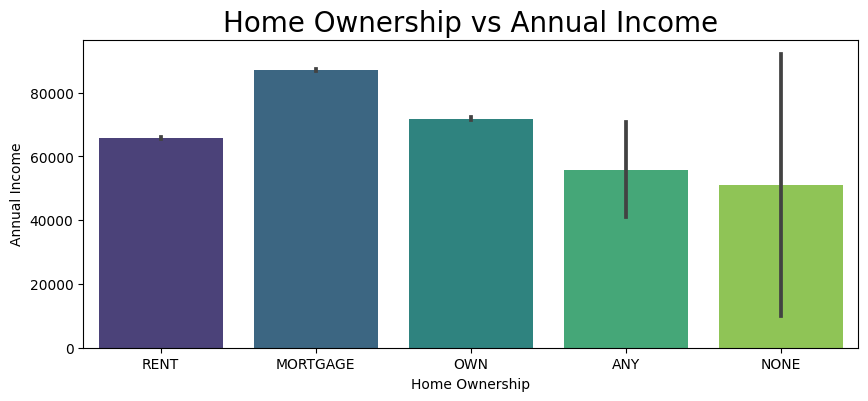 Home Ownership vs Annual Income
Annual Income
80000
60000
40000
20000
0
RENT MORTGAGE OWN ANY NONE
Home Ownership